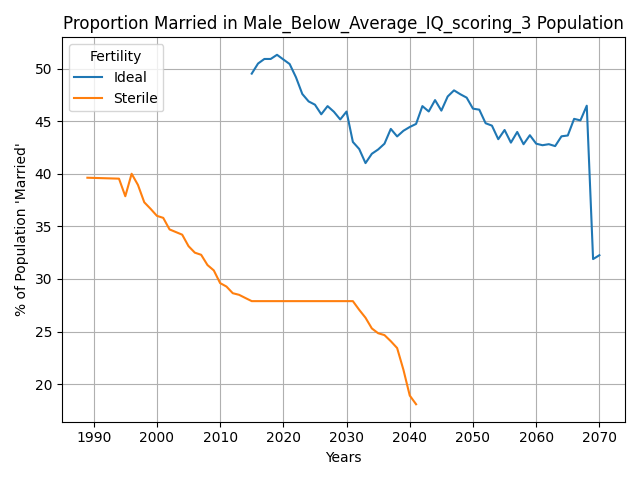 Proportion Married in Male_Below_Average_IQ_scoring_3 Population
Fertility
Ideal
Sterile
% of Population 'Married'
50
45
40
35
30
25
20
1990 2000 2010 2020 2030 2040 2050 2060 2070
Years